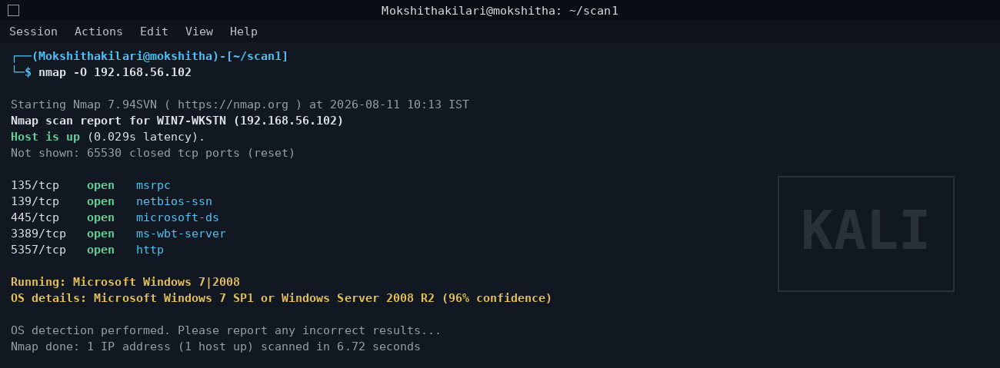 Mokshithakilari@mokshitha: ~/scan1
Session Actions Edit View Help
┌──(Mokshithakilari@mokshitha)-[~/scan1]
└─$ nmap -O 192.168.56.102
Starting Nmap 7.94SVN ( https://nmap.org ) at 2026-08-11 10:13 IST
Nmap scan report for WIN7-WKSTN (192.168.56.102)
Host is up (0.029s latency).
Not shown: 65530 closed tcp ports (reset)
135/tcp open msrpc
139/tcp open netbios-ssn
445/tcp open microsoft-ds
3389/tcp open ms-wbt-server
5357/tcp open http
KALI
Running: Microsoft Windows 7|2008
OS details: Microsoft Windows 7 SP1 or Windows Server 2008 R2 (96% confidence)
OS detection performed. Please report any incorrect results...
Nmap done: 1 IP address (1 host up) scanned in 6.72 seconds